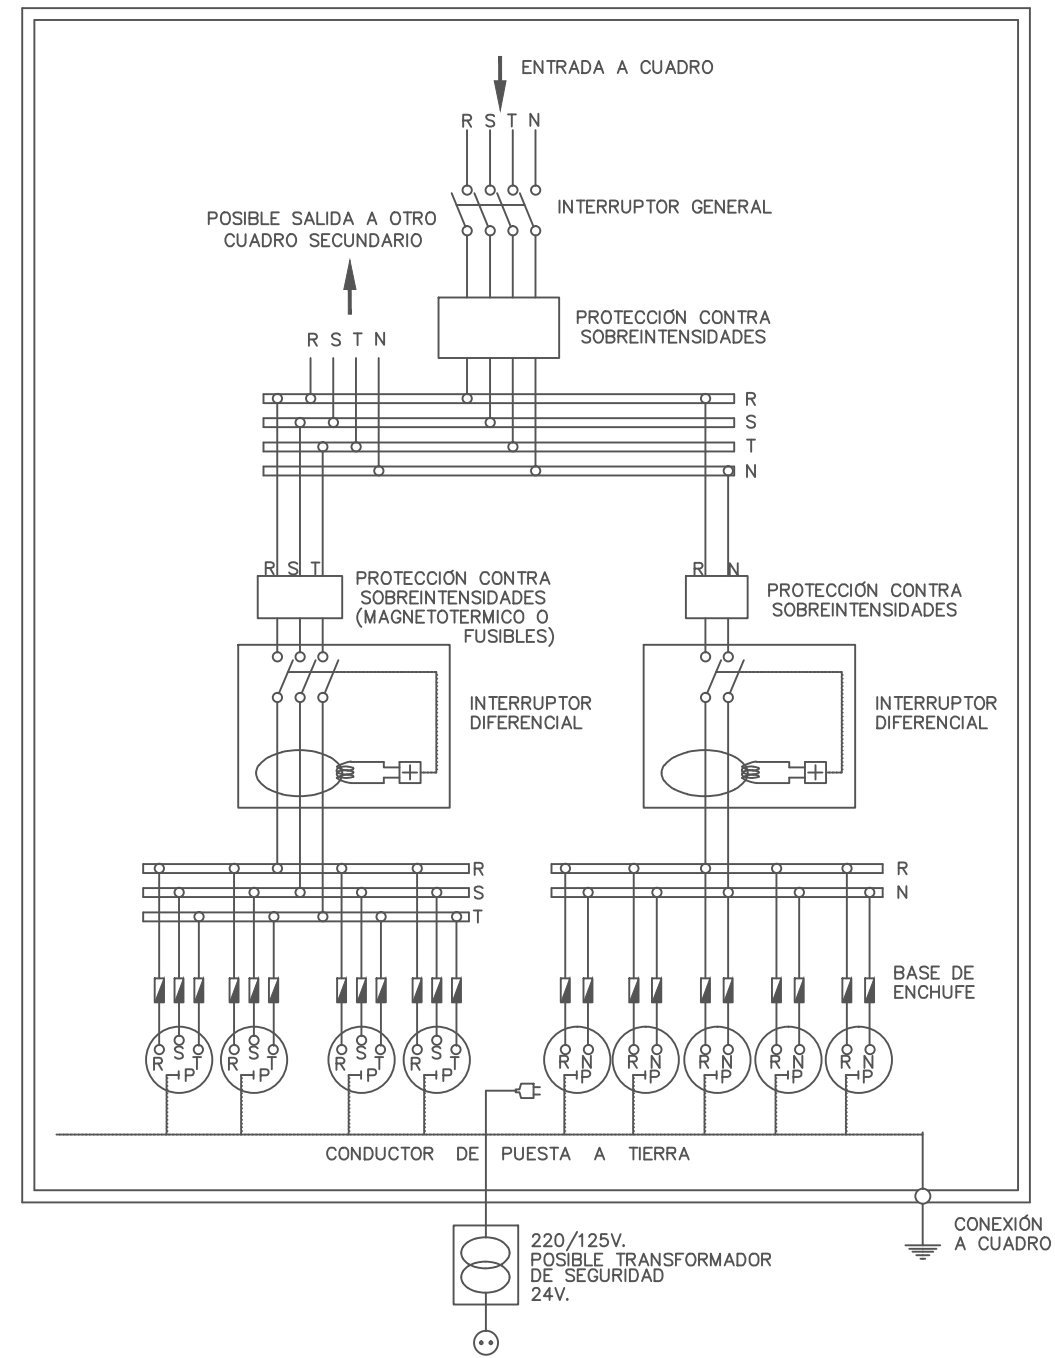 ENTRADA A CUADRO
R S T N
INTERRUPTOR GENERAL
POSIBLE SALIDA A OTRO
CUADRO SECUNDARIO
PROTECCIÓN CONTRA
SOBREINTENSIDADES
R S T N
R
S
T
N
R S T
PROTECCIÓN CONTRA
SOBREINTENSIDADES
(MAGNETOTERMICO O
FUSIBLES)
R N
PROTECCIÓN CONTRA
SOBREINTENSIDADES
INTERRUPTOR
DIFERENCIAL
INTERRUPTOR
DIFERENCIAL
R
S
T
R
N
BASE DE
ENCHUFE
R S T P
R S T P
R S T P
R S T P
R N P
R N P
R N P
R N P
R N P
CONDUCTOR DE PUESTA A TIERRA
CONEXIÓN
A CUADRO
220/125V.
POSIBLE TRANSFORMADOR
DE SEGURIDAD
24V.